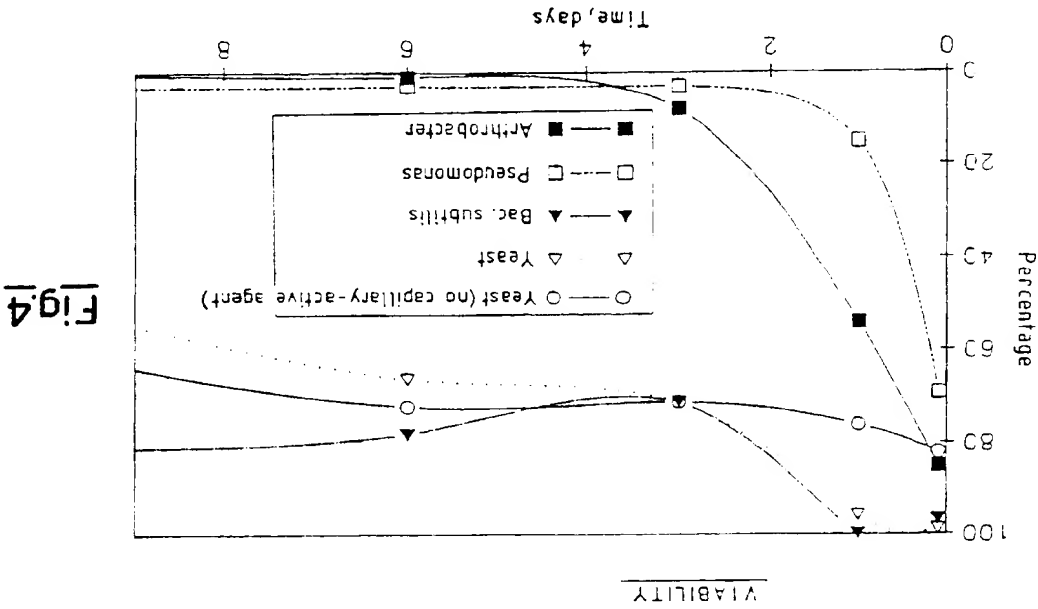 VIABILITY
100
80
60
40
20
0
Percentage
0 2 4 6 8
Time, days
Yeast (no capillary-active agent)
Yeast
Bac. subtilis
Pseudomonas
Arthrobacter
Fig.4